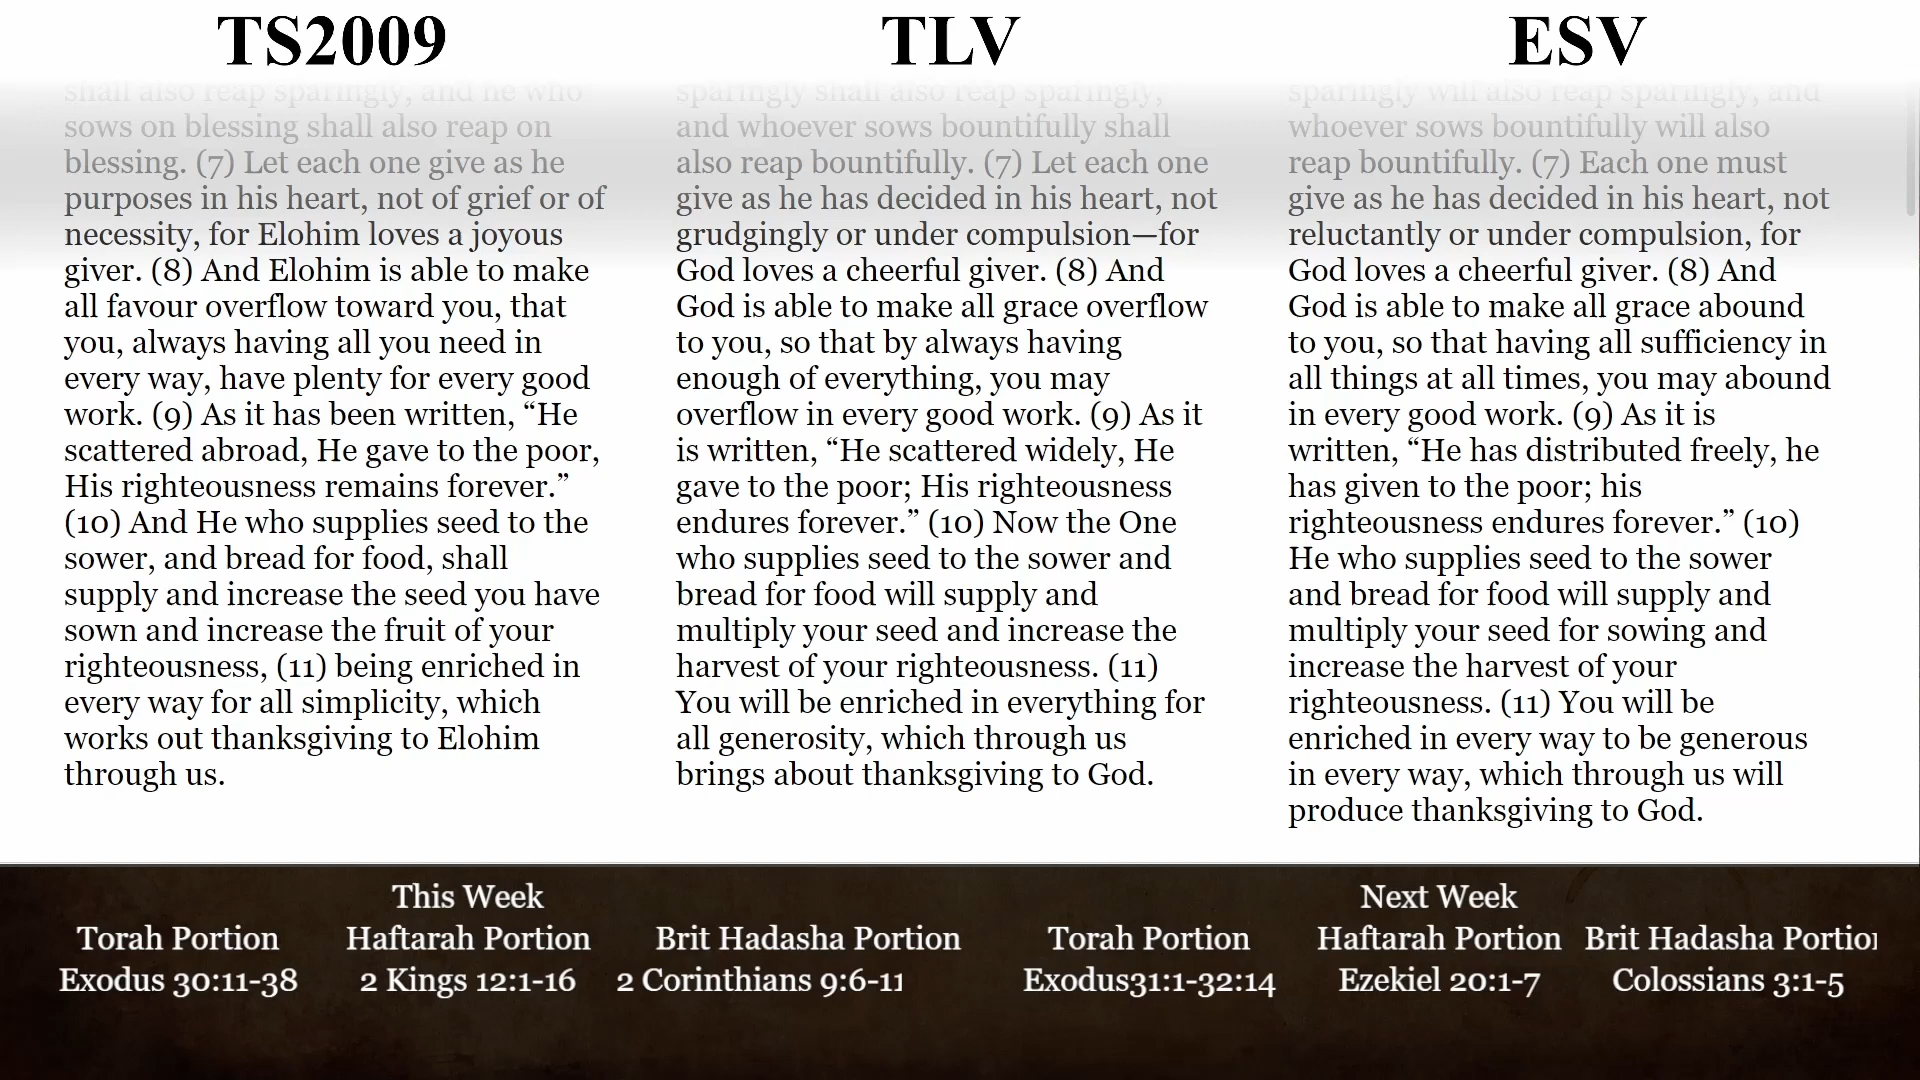 TS2009
shall also reap sparingly, and he who
sows on blessing shall also reap on
blessing. (7) Let each one give as he
purposes in his heart, not of grief or of
necessity, for Elohim loves a joyous
giver. (8) And Elohim is able to make
all favour overflow toward you, that
you, always having all you need in
every way, have plenty for every good
work. (9) As it has been written, “He
scattered abroad, He gave to the poor,
His righteousness remains forever.”
(10) And He who supplies seed to the
sower, and bread for food, shall
supply and increase the seed you have
sown and increase the fruit of your
righteousness, (11) being enriched in
every way for all simplicity, which
works out thanksgiving to Elohim
through us.
TLV
sparingly shall also reap sparingly,
and whoever sows bountifully shall
also reap bountifully. (7) Let each one
give as he has decided in his heart, not
grudgingly or under compulsion—for
God loves a cheerful giver. (8) And
God is able to make all grace overflow
to you, so that by always having
enough of everything, you may
overflow in every good work. (9) As it
is written, “He scattered widely, He
gave to the poor; His righteousness
endures forever.” (10) Now the One
who supplies seed to the sower and
bread for food will supply and
multiply your seed and increase the
harvest of your righteousness. (11)
You will be enriched in everything for
all generosity, which through us
brings about thanksgiving to God.
ESV
sparingly will also reap sparingly, and
whoever sows bountifully will also
reap bountifully. (7) Each one must
give as he has decided in his heart, not
reluctantly or under compulsion, for
God loves a cheerful giver. (8) And
God is able to make all grace abound
to you, so that having all sufficiency in
all things at all times, you may abound
in every good work. (9) As it is
written, “He has distributed freely, he
has given to the poor; his
righteousness endures forever.” (10)
He who supplies seed to the sower
and bread for food will supply and
multiply your seed for sowing and
increase the harvest of your
righteousness. (11) You will be
enriched in every way to be generous
in every way, which through us will
produce thanksgiving to God.
This Week
Torah Portion Haftarah Portion Brit Hadasha Portion
Exodus 30:11-38 2 Kings 12:1-16 2 Corinthians 9:6-11
Next Week
Torah Portion Haftarah Portion Brit Hadasha Portion
Exodus31:1-32:14 Ezekiel 20:1-7 Colossians 3:1-5